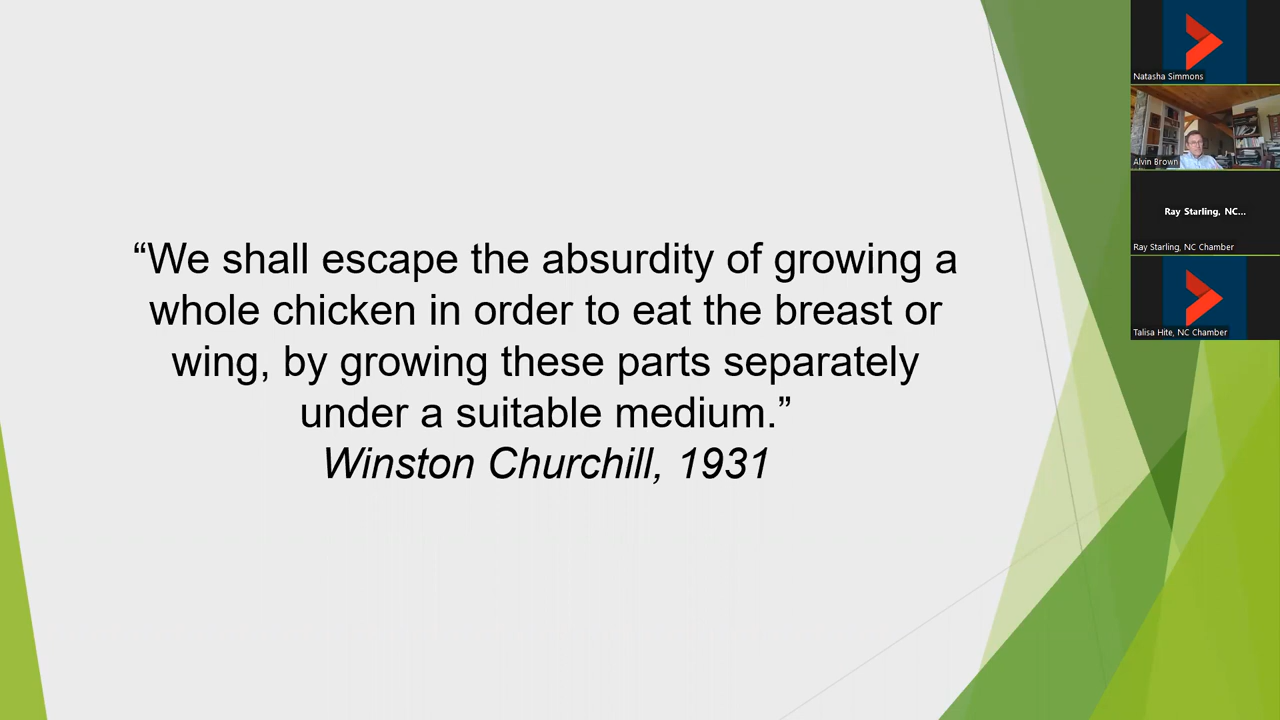 “We shall escape the absurdity of growing a
whole chicken in order to eat the breast or
wing, by growing these parts separately
under a suitable medium.”
Winston Churchill, 1931
Natasha Simmons
Alvin Brown
Ray Starling, NC...
Ray Starling, NC Chamber
Talisa Hite, NC Chamber